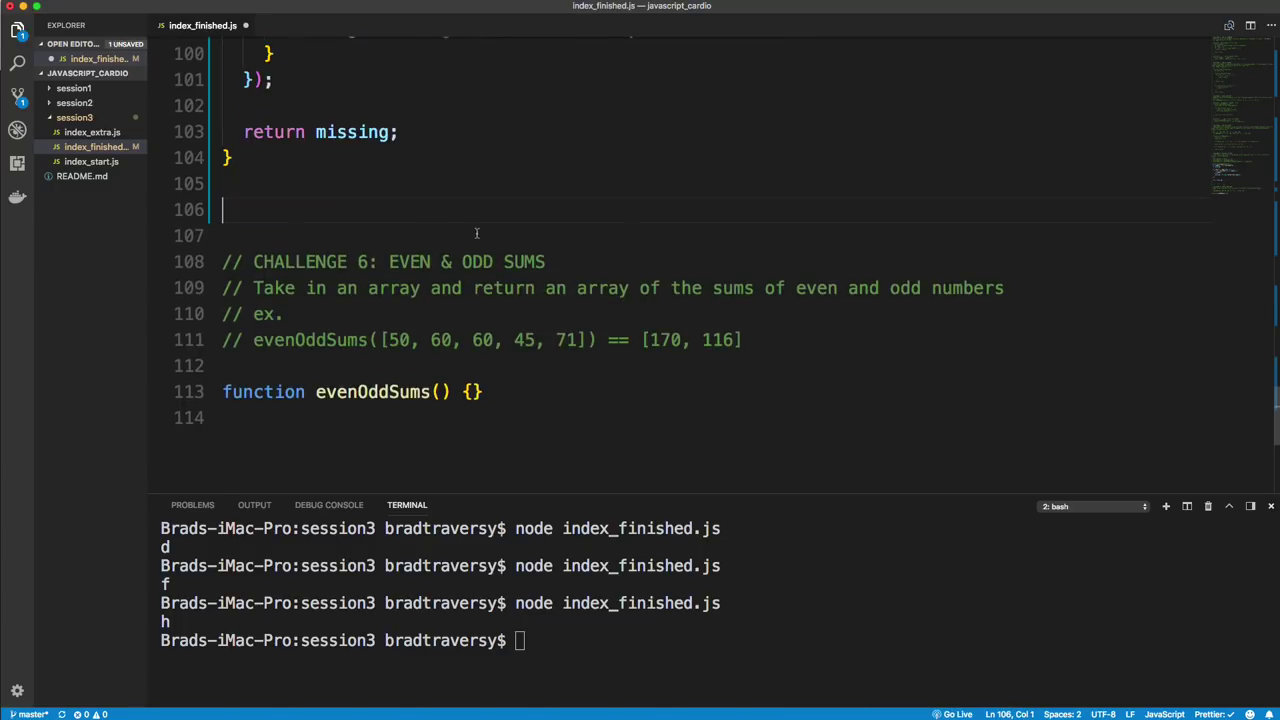 index_finished.js — javascript_cardio
EXPLORER
index_finished.js
OPEN EDITO... 1 UNSAVED
index_finishe.. M
JAVASCRIPT_CARDIO
session1
session2
session3
index_extra.js
index_finished... M
index_start.js
README.md
100 }
101 });
102
103 return missing;
104 }
105
106
107
108 // CHALLENGE 6: EVEN & ODD SUMS
109 // Take in an array and return an array of the sums of even and odd numbers
110 // ex.
111 // evenOddSums([50, 60, 60, 45, 71]) == [170, 116]
112
113 function evenOddSums() {}
114
PROBLEMS OUTPUT DEBUG CONSOLE TERMINAL 2: bash
Brads-iMac-Pro:session3 bradtraversy$ node index_finished.js
d
Brads-iMac-Pro:session3 bradtraversy$ node index_finished.js
f
Brads-iMac-Pro:session3 bradtraversy$ node index_finished.js
h
Brads-iMac-Pro:session3 bradtraversy$
master* 0 0 Go Live Ln 106, Col 1 Spaces: 2 UTF-8 LF JavaScript Prettier: ✓